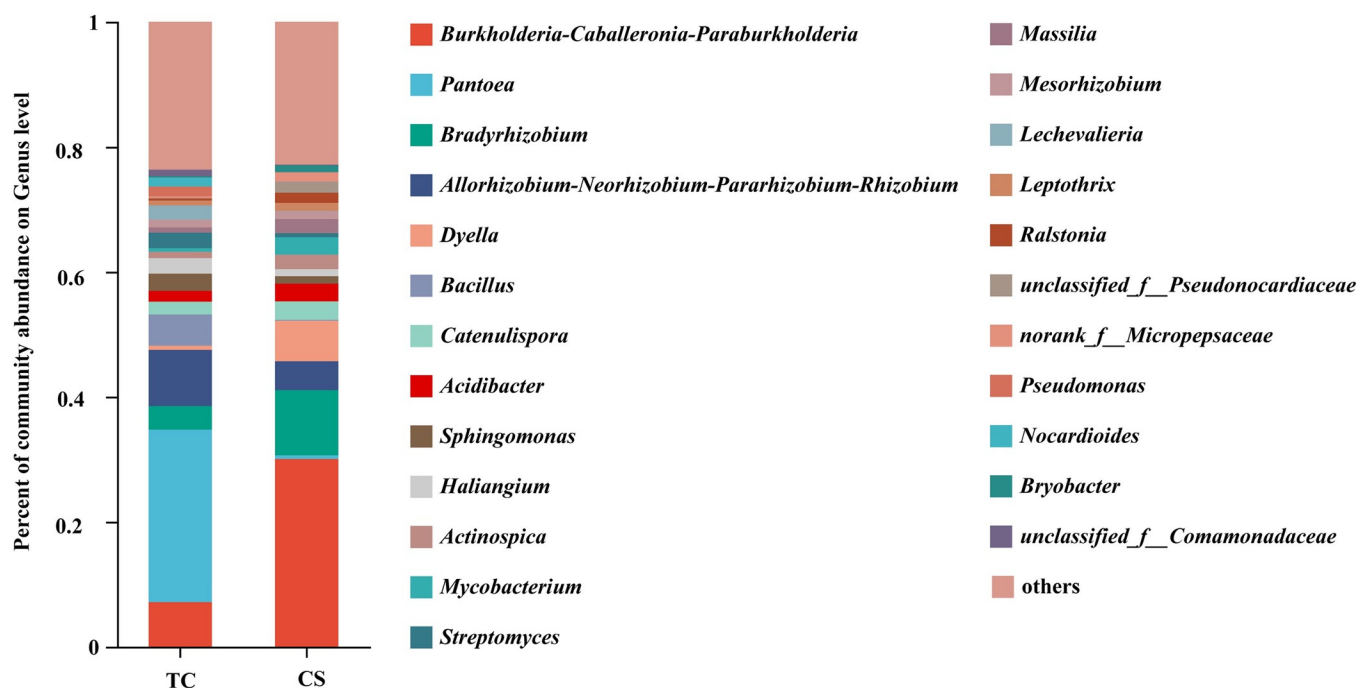 Percent of community abundance on Genus level
1
0.8
0.6
0.4
0.2
0
TC
CS
Burkholderia-Caballeronia-Paraburkholderia
Pantoea
Bradyrhizobium
Allorhizobium-Neorhizobium-Pararhizobium-Rhizobium
Dyella
Bacillus
Catenulispora
Acidibacter
Sphingomonas
Haliangium
Actinospica
Mycobacterium
Streptomyces
Massilia
Mesorhizobium
Lechevalieria
Leptothrix
Ralstonia
unclassified_f__Pseudonocardiaceae
norank_f__Micropepsaceae
Pseudomonas
Nocardioides
Bryobacter
unclassified_f__Comamonadaceae
others